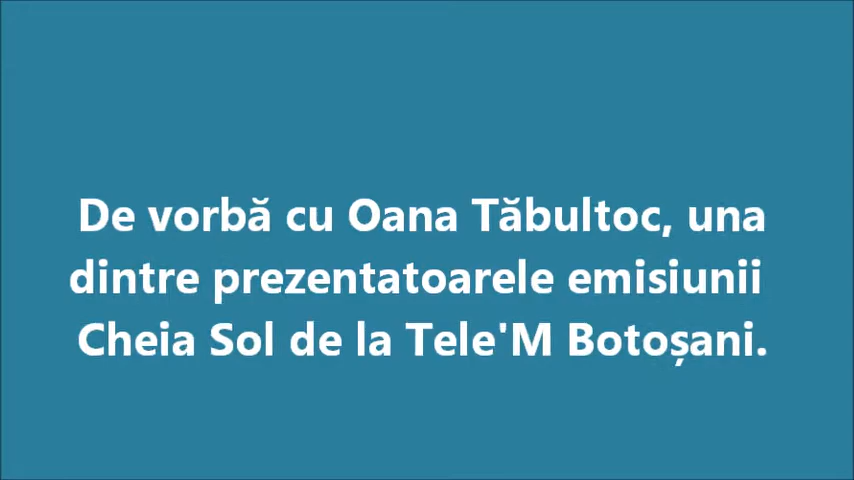 De vorbă cu Oana Tăbultoc, una
dintre prezentatoarele emisiunii
Cheia Sol de la Tele'M Botoșani.